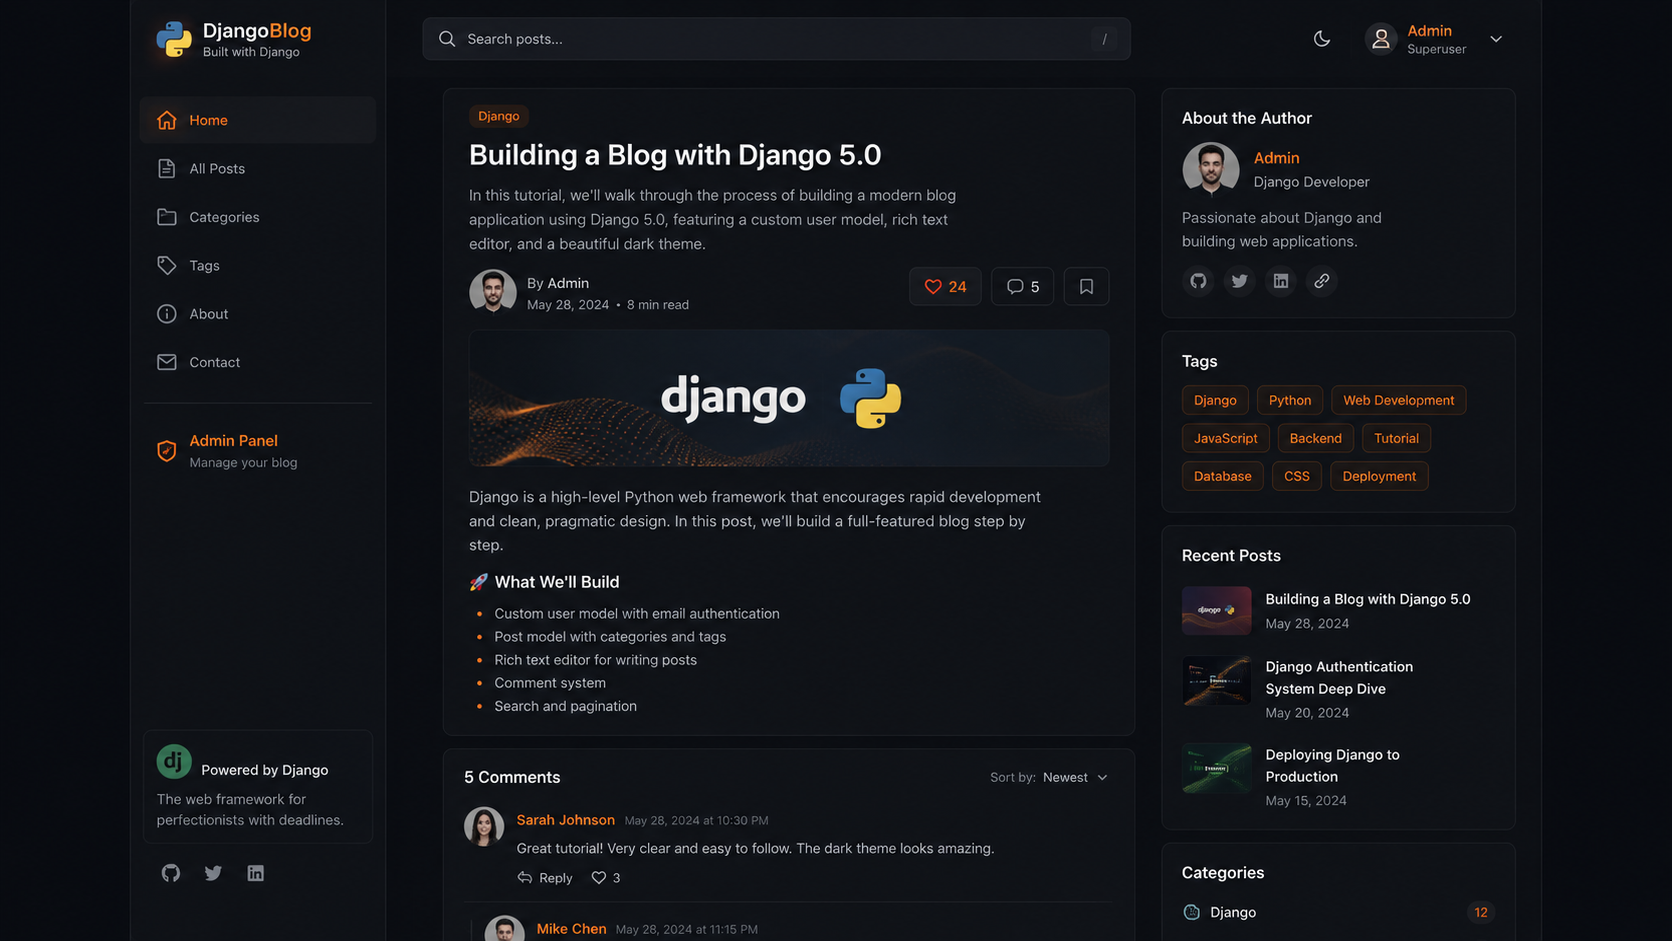 DjangoBlog
Built with Django
Home
All Posts
Categories
Tags
About
Contact
Admin Panel
Manage your blog
dj
Powered by Django
The web framework for
perfectionists with deadlines.
Search posts...
/
Admin
Superuser
Django
Building a Blog with Django 5.0
In this tutorial, we'll walk through the process of building a modern blog
application using Django 5.0, featuring a custom user model, rich text
editor, and a beautiful dark theme.
By Admin
May 28, 2024 • 8 min read
24
5
django
Django is a high-level Python web framework that encourages rapid development
and clean, pragmatic design. In this post, we'll build a full-featured blog step by
step.
🚀 What We'll Build
• Custom user model with email authentication
• Post model with categories and tags
• Rich text editor for writing posts
• Comment system
• Search and pagination
5 Comments
Sort by: Newest
Sarah Johnson May 28, 2024 at 10:30 PM
Great tutorial! Very clear and easy to follow. The dark theme looks amazing.
Reply 3
Mike Chen May 28, 2024 at 11:15 PM
About the Author
Admin
Django Developer
Passionate about Django and
building web applications.
Tags
Django Python Web Development
JavaScript Backend Tutorial
Database CSS Deployment
Recent Posts
Building a Blog with Django 5.0
May 28, 2024
Django Authentication
System Deep Dive
May 20, 2024
Deploying Django to
Production
May 15, 2024
Categories
Django 12